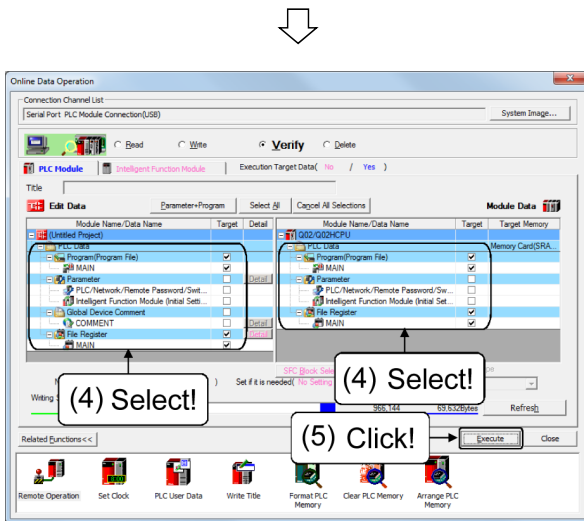 Online Data Operation
Connection Channel List
Serial Port PLC Module Connection(USB)
System Image...
Read
Write
Verify
Delete
PLC Module
Intelligent Function Module
Execution Target Data( No / Yes )
Title
Edit Data
Parameter+Program
Select All
Cancel All Selections
Module Data
Module Name/Data Name
Target
Detail
Module Name/Data Name
Target
Target Memory
(Untitled Project)
Q02/Q02HCPU
PLC Data
PLC Data
Memory Card(SRA...
Program(Program File)
Program(Program File)
MAIN
MAIN
Parameter
Detail
Parameter
PLC/Network/Remote Password/Swit...
PLC/Network/Remote Password/Sw...
Intelligent Function Module (Initial Setti...
Intelligent Function Module (Initial Set...
Global Device Comment
File Register
COMMENT
Detail
MAIN
File Register
Detail
MAIN
(4) Select!
(4) Select!
) Set if it is needed( No Setting
Writing S
966,144
69,632Bytes
Refresh
(5) Click!
Related Functions<<
Execute
Close
Remote Operation
Set Clock
PLC User Data
Write Title
Format PLC Memory
Clear PLC Memory
Arrange PLC Memory